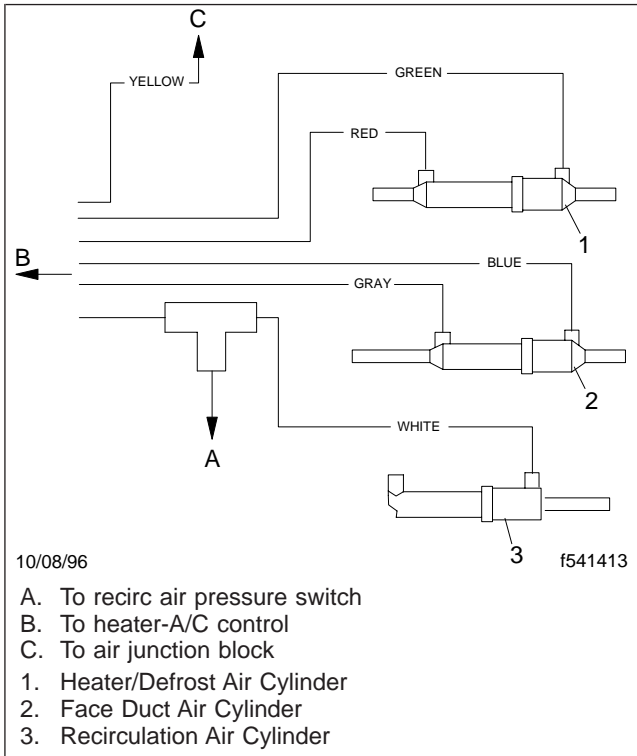 C
YELLOW
GREEN
RED
1
B
BLUE
GRAY
2
A
WHITE
3
10/08/96 f541413
A. To recirc air pressure switch
B. To heater-A/C control
C. To air junction block
1. Heater/Defrost Air Cylinder
2. Face Duct Air Cylinder
3. Recirculation Air Cylinder